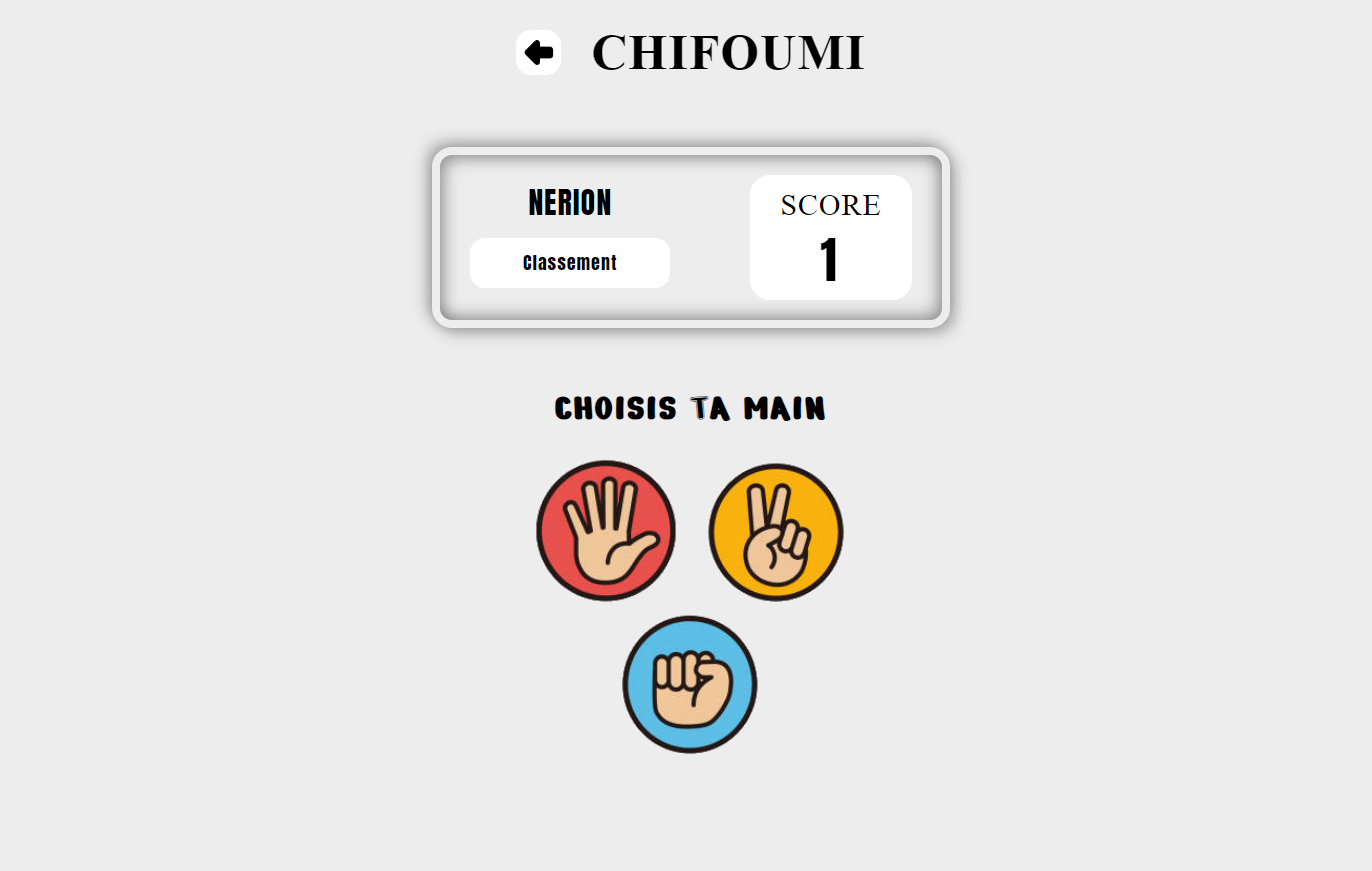 CHIFOUMI
NERION
Classement
SCORE
1
CHOISIS TA MAIN